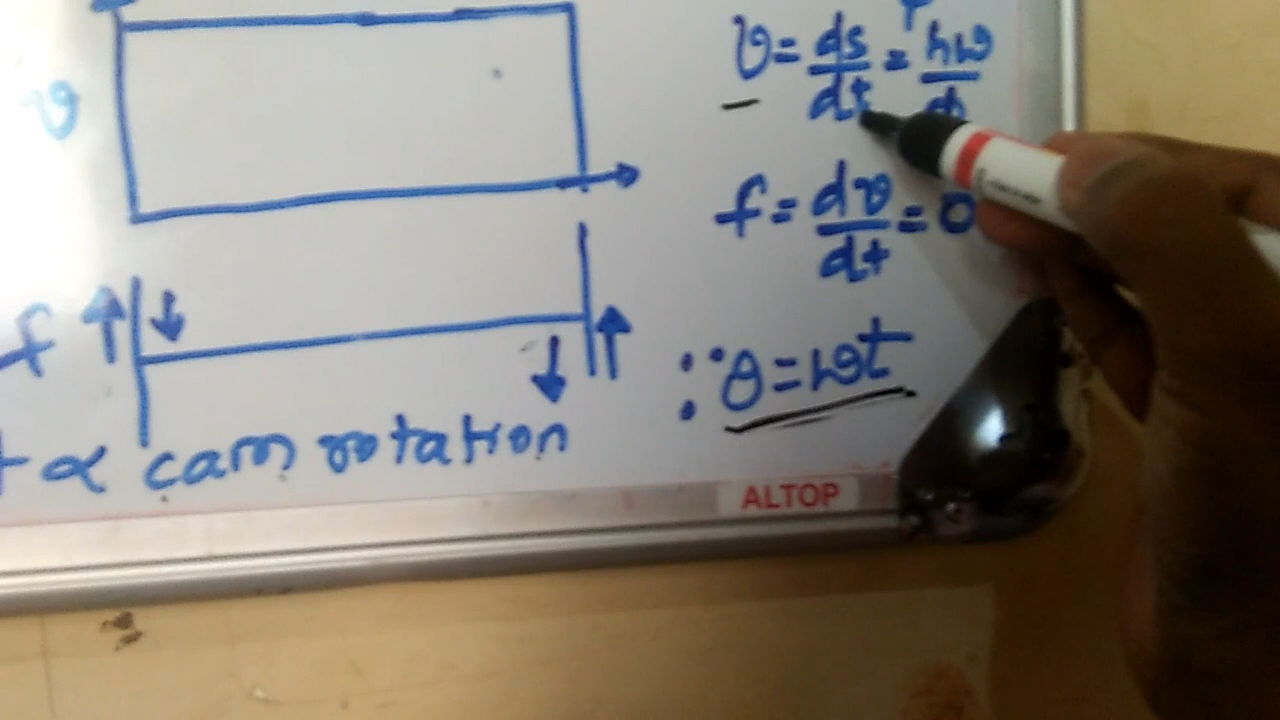 v
v = ds/dt = hω/ϕ
f = dv/dt = 0
f
∴ θ = ωt
t ∝ cam rotation
ALTOP